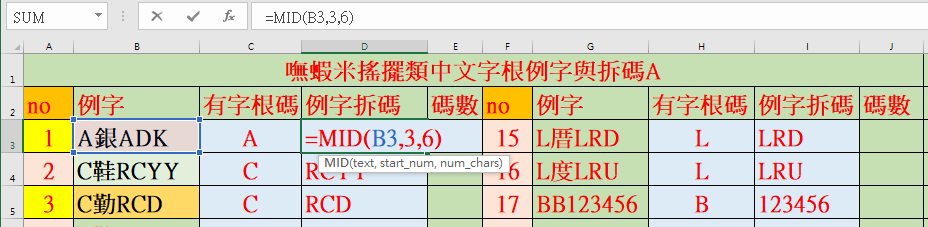 SUM =MID(B3,3,6)
A B C D E F G H I J
1 嘸蝦米搖擺類中文字根例字與拆碼A
2 no 例字 有字根碼 例字拆碼 碼數 no 例字 有字根碼 例字拆碼 碼數
3 1 A銀ADK A =MID(B3,3,6) 15 L厝LRD L LRD
MID(text, start_num, num_chars)
4 2 C鞋RCYY C RCYY 16 L度LRU L LRU
5 3 C勤RCD C RCD 17 BB123456 B 123456